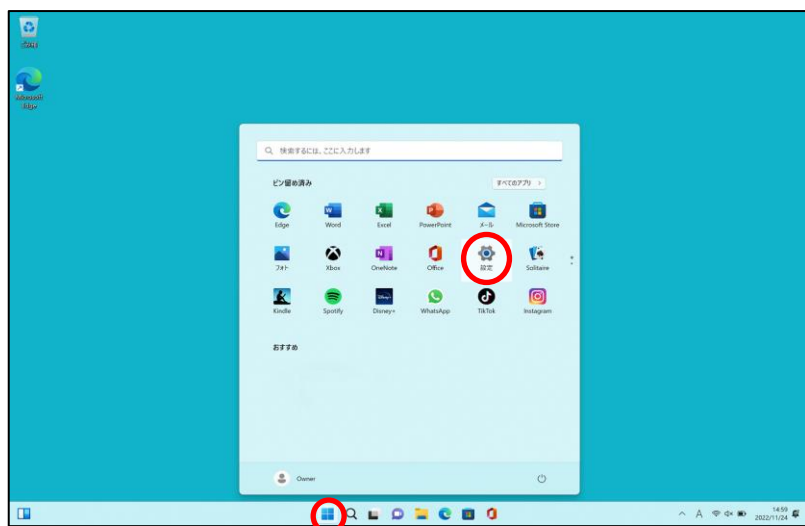 ごみ箱
Microsoft
Edge
検索するには、ここに入力します
ピン留め済み
すべてのアプリ >
Edge
Word
Excel
PowerPoint
メール
Microsoft Store
フォト
Xbox
OneNote
Office
設定
Solitaire
Kindle
Spotify
Disney+
WhatsApp
TikTok
Instagram
おすすめ
Owner
A
14:59
2022/11/24